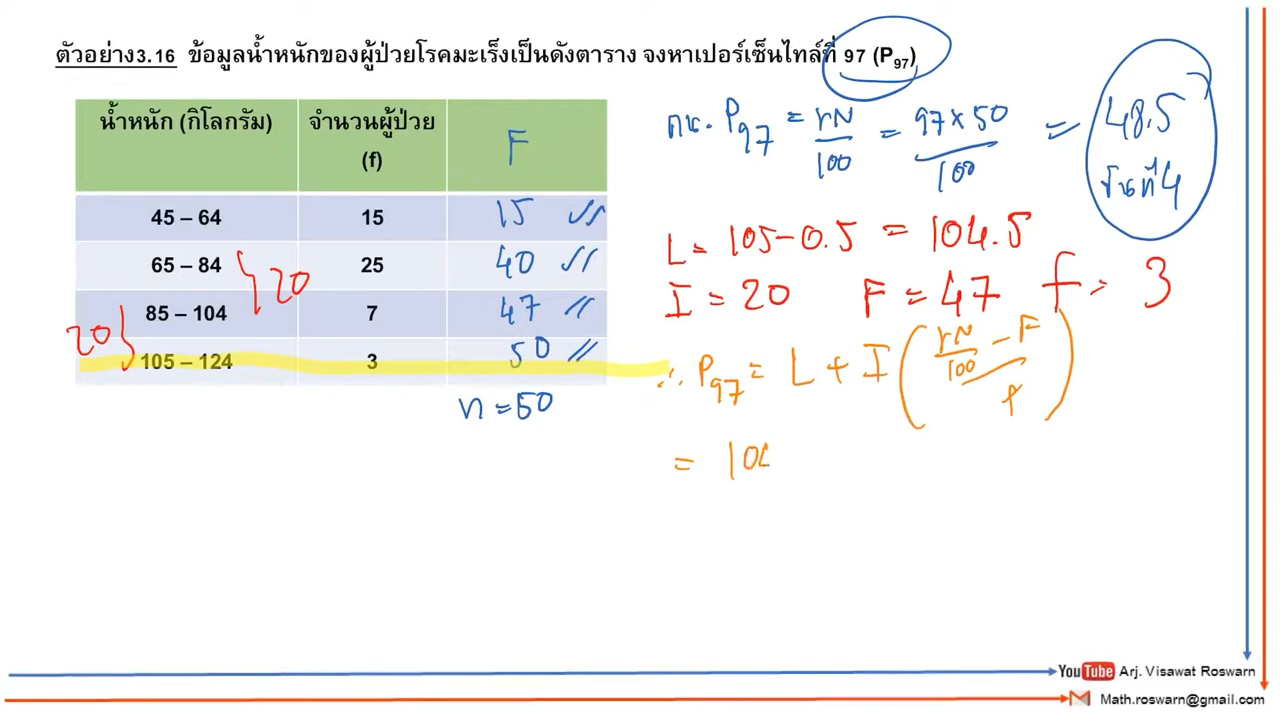 ตัวอย่าง3.16 ข้อมูลน้ำหนักของผู้ป่วยโรคมะเร็งเป็นดังตาราง จงหาเปอร์เซ็นไทล์ที่ 97 (P97)
น้ำหนัก (กิโลกรัม) จำนวนผู้ป่วย (f) F
45 – 64 15 15
65 – 84 25 40
85 – 104 7 47
105 – 124 3 50
n = 50
20
20
ตน. P97 = rN/100 = 97×50/100 = 48.5
ชั้นที่ 4
L = 105 - 0.5 = 104.5
I = 20 F = 47 f = 3
∴ P97 = L + I (rN/100 - F / f)
= 104
YouTube Arj. Visawat Roswarn
Math.roswarn@gmail.com